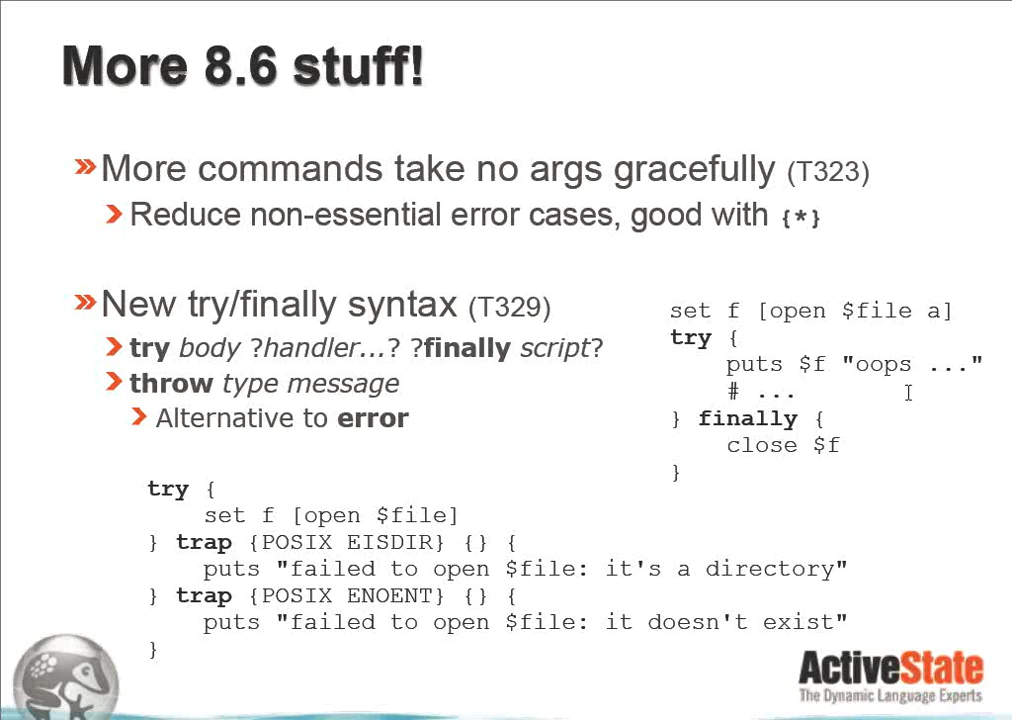 More 8.6 stuff!
» More commands take no args gracefully (T323)
› Reduce non-essential error cases, good with {*}
» New try/finally syntax (T329)
› try body ?handler...? ?finally script?
› throw type message
› Alternative to error
set f [open $file a]
try {
    puts $f "oops ..."
    # ...
} finally {
    close $f
}
try {
    set f [open $file]
} trap {POSIX EISDIR} {} {
    puts "failed to open $file: it's a directory"
} trap {POSIX ENOENT} {} {
    puts "failed to open $file: it doesn't exist"
}
ActiveState
The Dynamic Language Experts